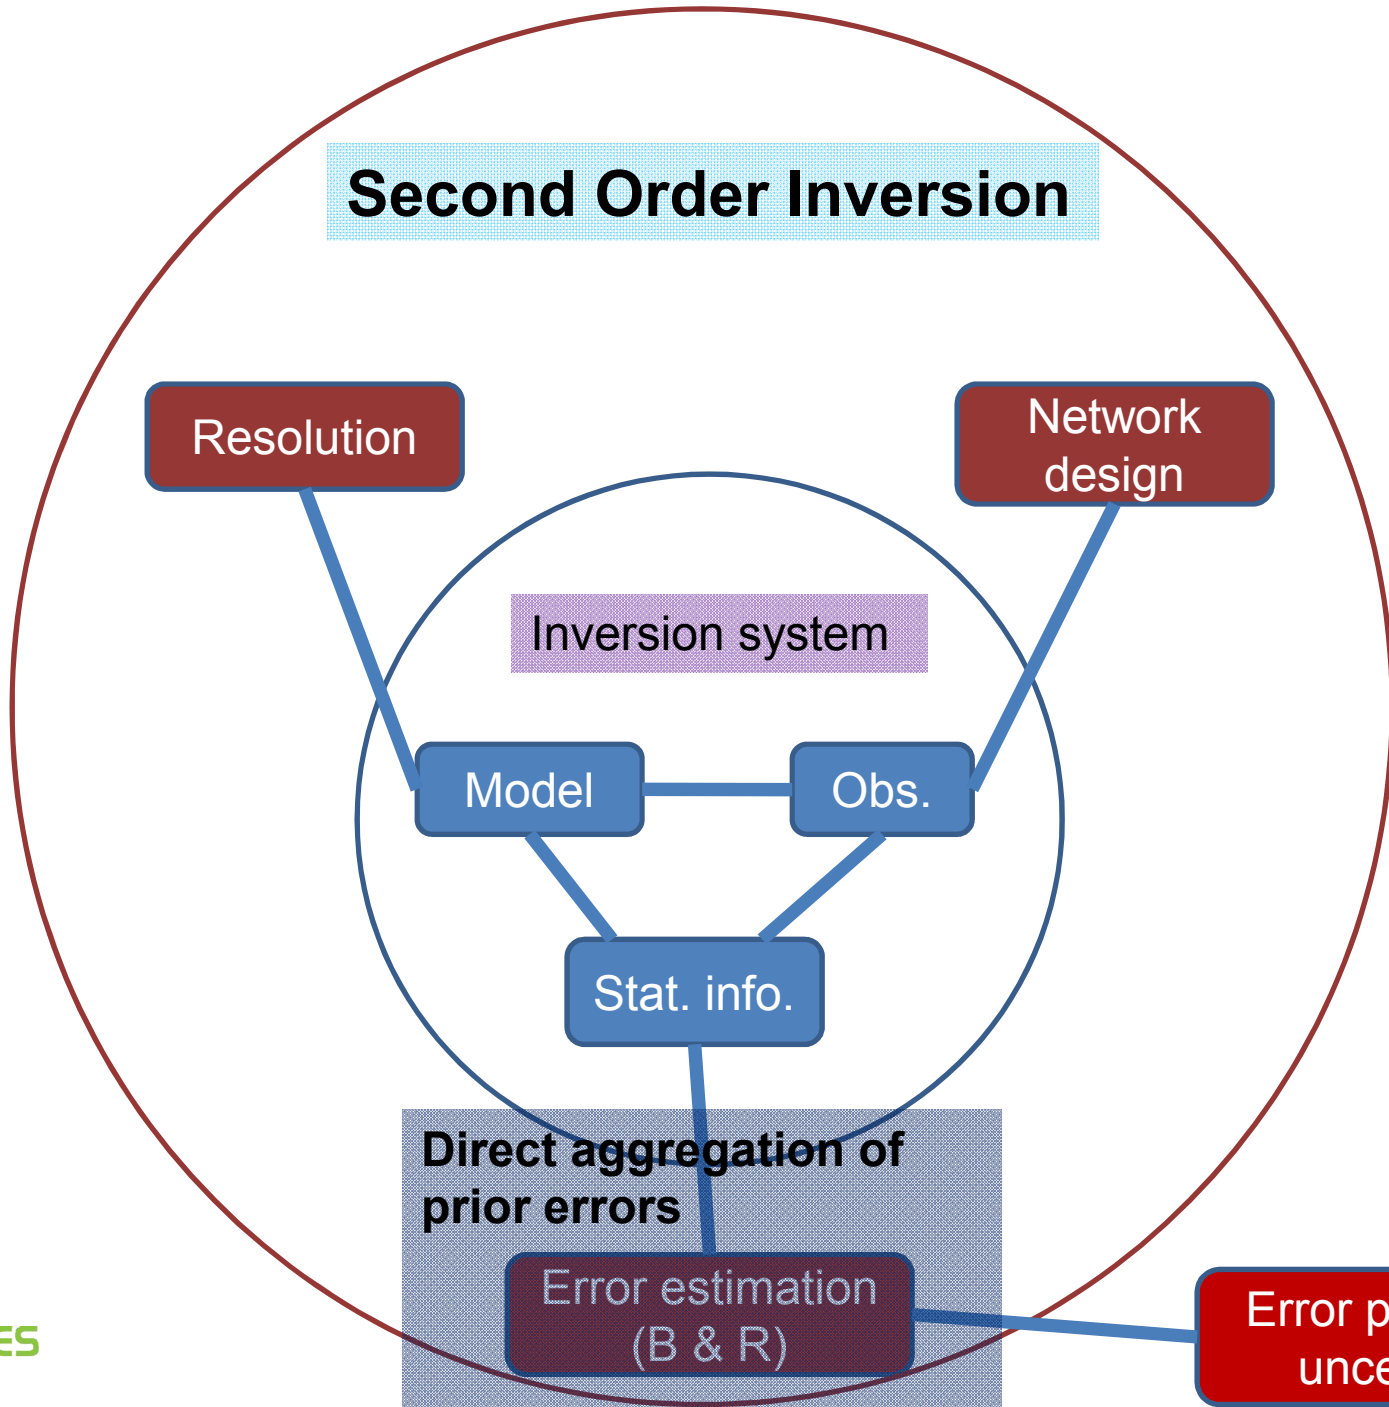 Second Order Inversion
Resolution
Network
design
Inversion system
Model
Obs.
Stat. info.
Direct aggregation of
prior errors
Error estimation
(B & R)
Error